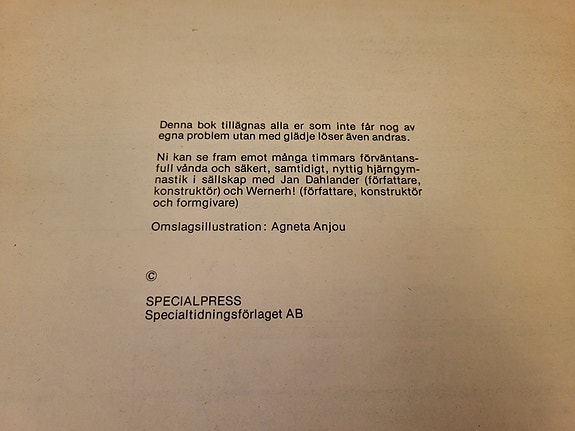 Denna bok tillägnas alla er som inte får nog av
egna problem utan med glädje löser även andras.
Ni kan se fram emot många timmars förväntans-
full vånda och säkert, samtidigt, nyttig hjärngym-
nastik i sällskap med Jan Dahlander (författare,
konstruktör) och Wernerh! (författare, konstruktör
och formgivare)
Omslagsillustration: Agneta Anjou
©
SPECIALPRESS
Specialtidningsförlaget AB